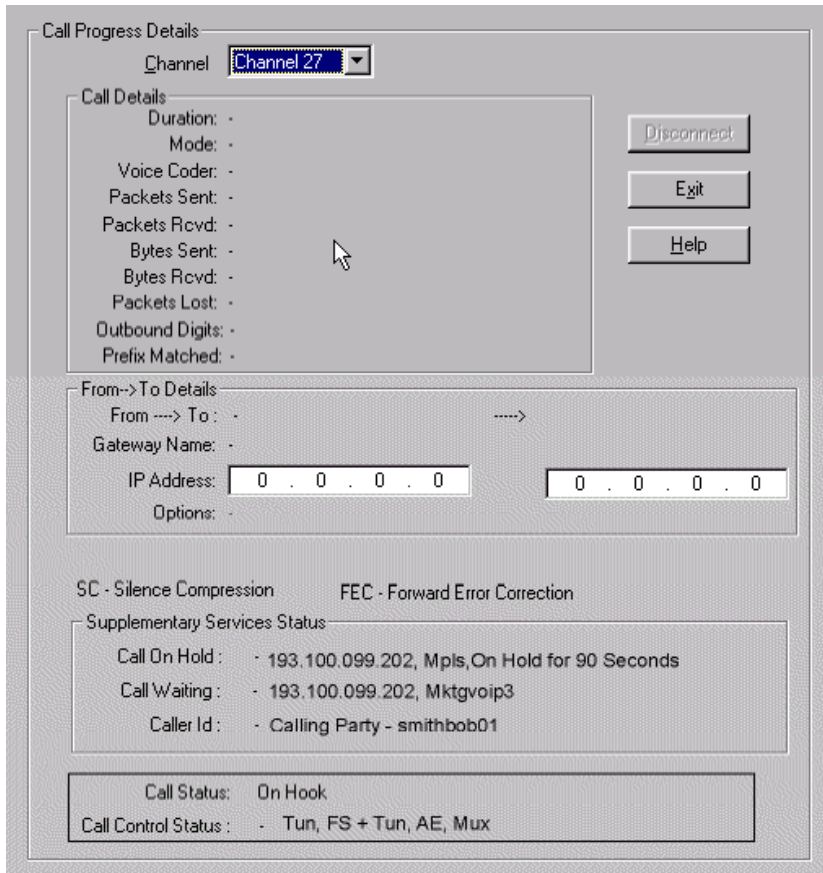 Call Progress Details
Channel Channel 27
Call Details
Duration: -
Disconnect
Mode: -
Voice Coder: -
Packets Sent: -
Exit
Packets Rcvd: -
Bytes Sent: -
Help
Bytes Rcvd: -
Packets Lost: -
Outbound Digits: -
Prefix Matched: -
From-->To Details
From ----> To : - ----->
Gateway Name: -
IP Address: 0 . 0 . 0 . 0 0 . 0 . 0 . 0
Options: -
SC - Silence Compression FEC - Forward Error Correction
Supplementary Services Status
Call On Hold : - 193.100.099.202, Mpls,On Hold for 90 Seconds
Call Waiting : - 193.100.099.202, Mktgvoip3
Caller Id : - Calling Party - smithbob01
Call Status: On Hook
Call Control Status : - Tun, FS + Tun, AE, Mux